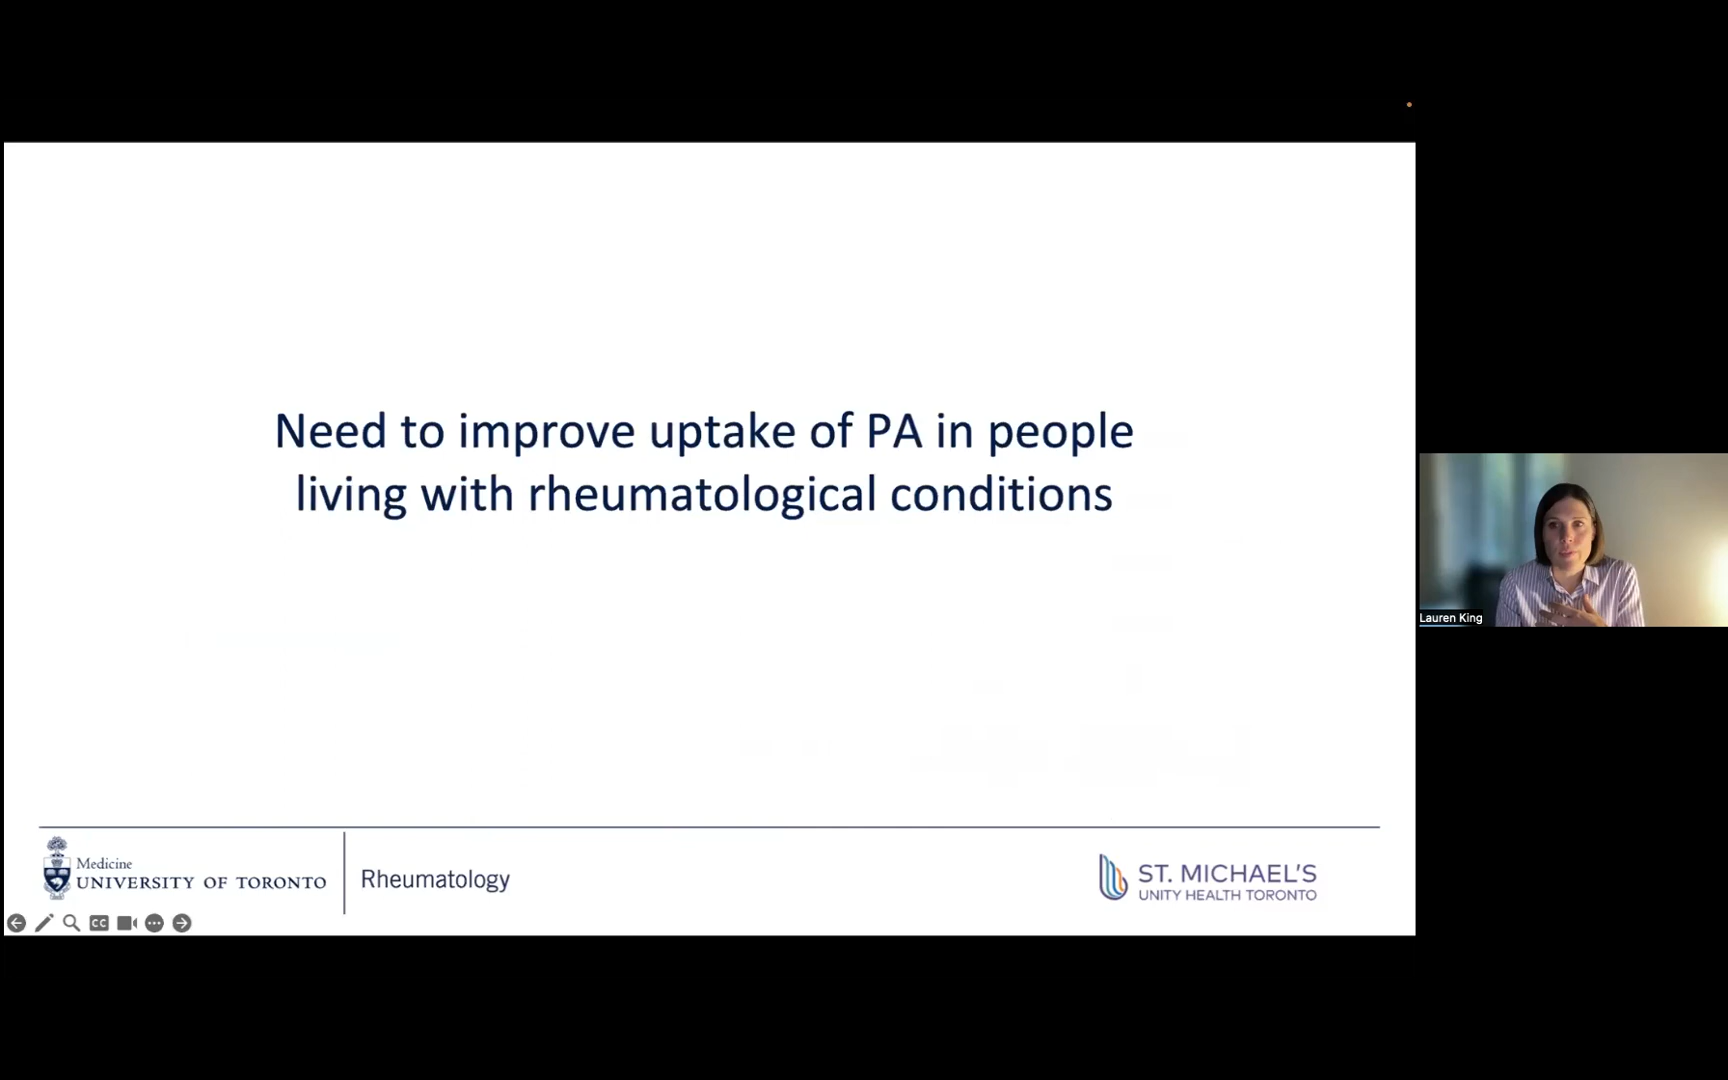 Need to improve uptake of PA in people
living with rheumatological conditions
Lauren King
Medicine
UNIVERSITY OF TORONTO
Rheumatology
ST. MICHAEL'S
UNITY HEALTH TORONTO
CC